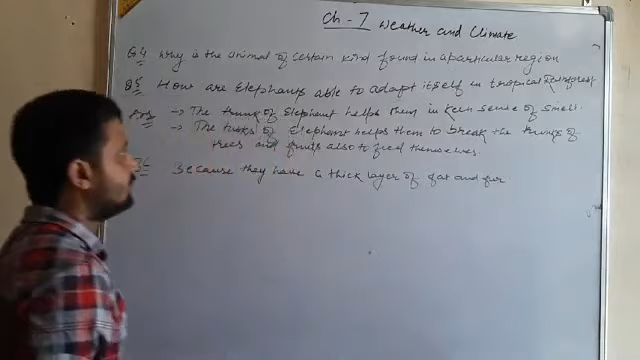 Ch - 7 Weather and Climate
Q4 Why is the animal of certain kind found in a particular region
Q5 How are Elephants able to adapt itself in tropical Rainforest
Ans → The trunk of Elephant helps them in keen sense of smell.
→ The tusks of Elephant helps them to break the trunks of
trees and fruits also to feed themselves.
Because they have a thick layer of fat and fur.